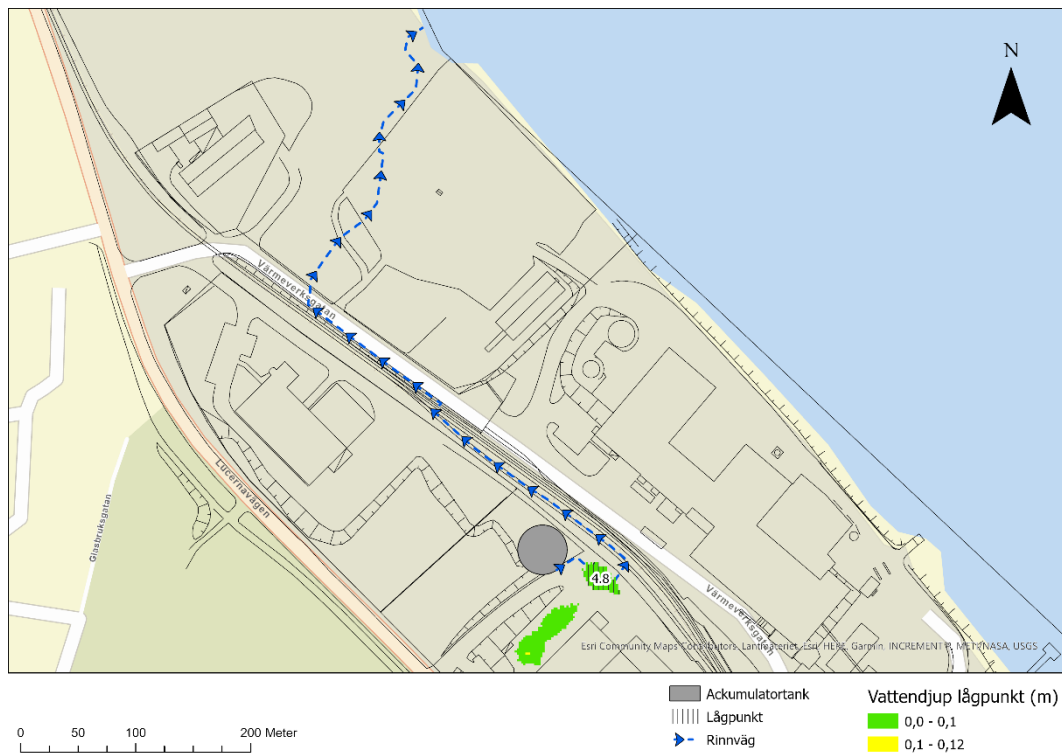 N
Värmeverksgatan
Lucernavägen
Glasbruksgatan
4.8
Värmeverksgatan
Esri Community Maps Contributors, Lantmäteriet, Esri, HERE, Garmin, INCREMENT P, METI/NASA, USGS
Ackumulatortank
Lågpunkt
Rinnväg
Vattendjup lågpunkt (m)
0,0 - 0,1
0,1 - 0,12
0 50 100 200 Meter